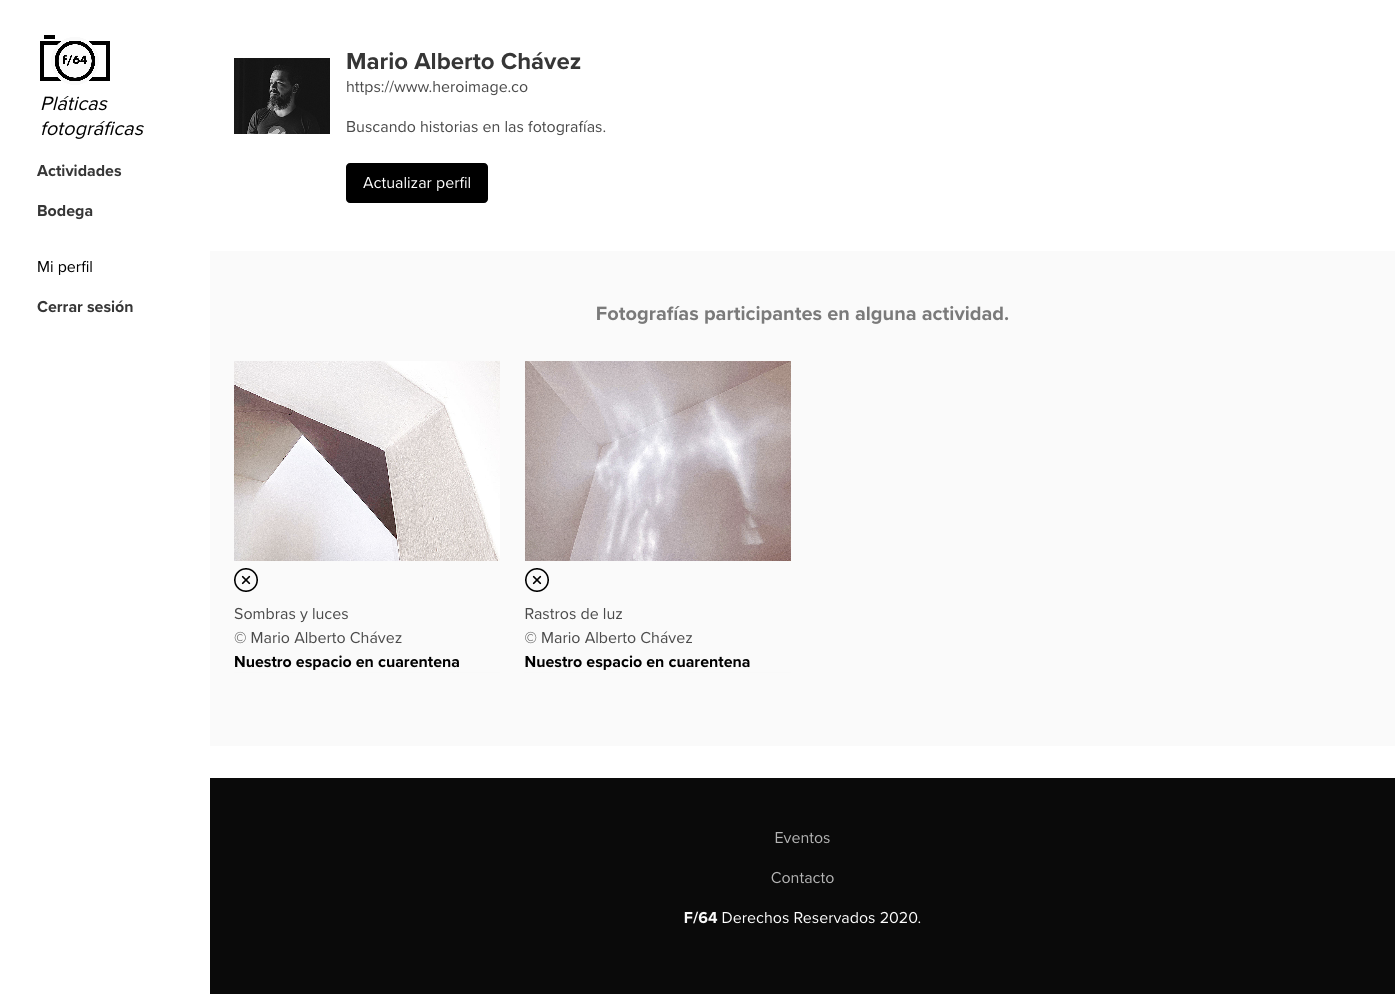 f/64
Pláticas
fotográficas
Actividades
Bodega
Mi perfil
Cerrar sesión
Mario Alberto Chávez
https://www.heroimage.co
Buscando historias en las fotografías.
Actualizar perfil
Fotografías participantes en alguna actividad.
Sombras y luces
© Mario Alberto Chávez
Nuestro espacio en cuarentena
Rastros de luz
© Mario Alberto Chávez
Nuestro espacio en cuarentena
Eventos
Contacto
F/64 Derechos Reservados 2020.